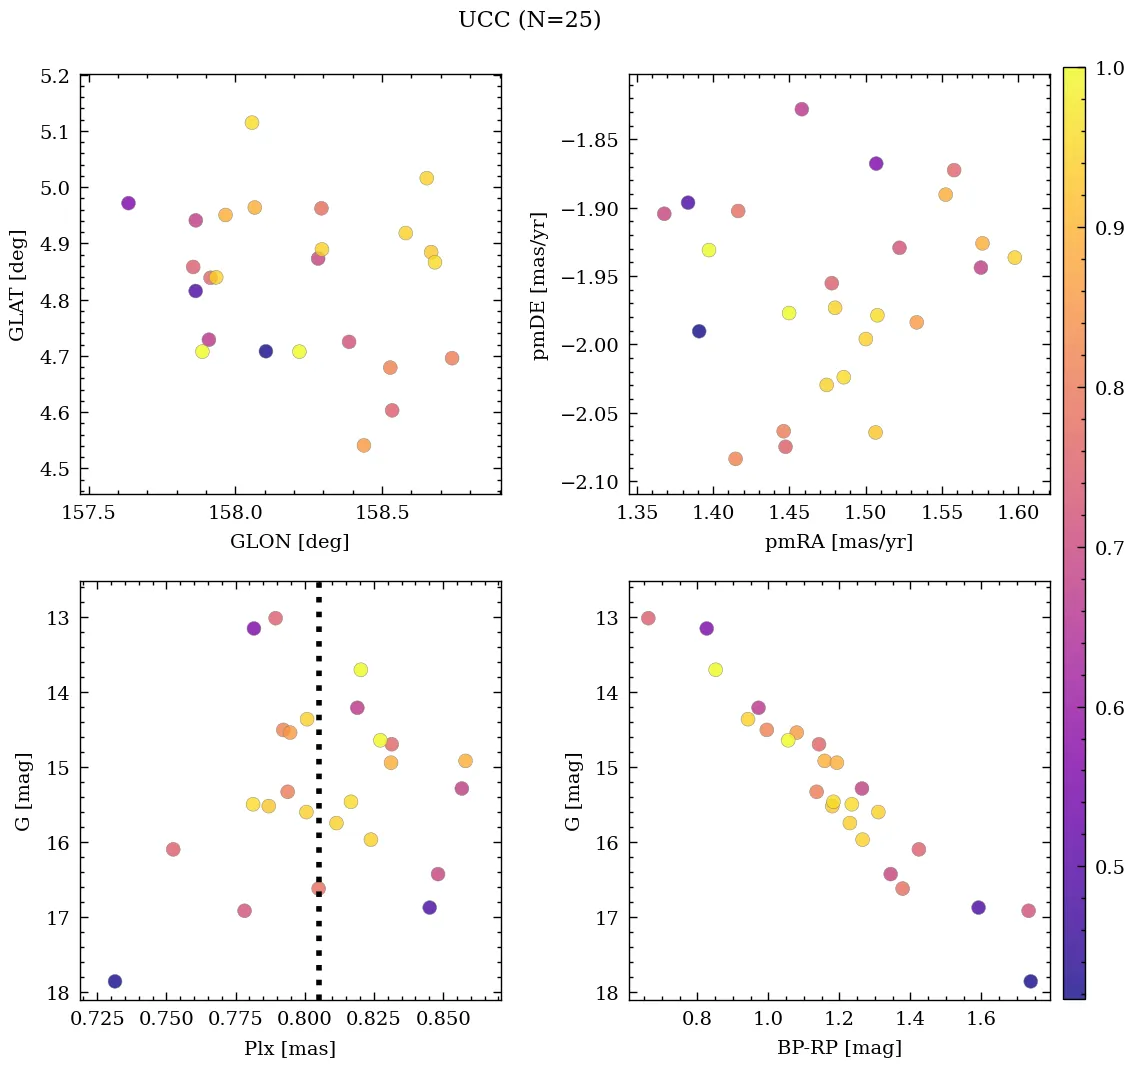 UCC (N=25)
5.2
5.1
5.0
4.9
4.8
4.7
4.6
4.5
GLAT [deg]
157.5 158.0 158.5
GLON [deg]
−1.85
−1.90
−1.95
−2.00
−2.05
−2.10
pmDE [mas/yr]
1.35 1.40 1.45 1.50 1.55 1.60
pmRA [mas/yr]
13
14
15
16
17
18
G [mag]
0.725 0.750 0.775 0.800 0.825 0.850
Plx [mas]
13
14
15
16
17
18
G [mag]
0.8 1.0 1.2 1.4 1.6
BP-RP [mag]
1.0
0.9
0.8
0.7
0.6
0.5